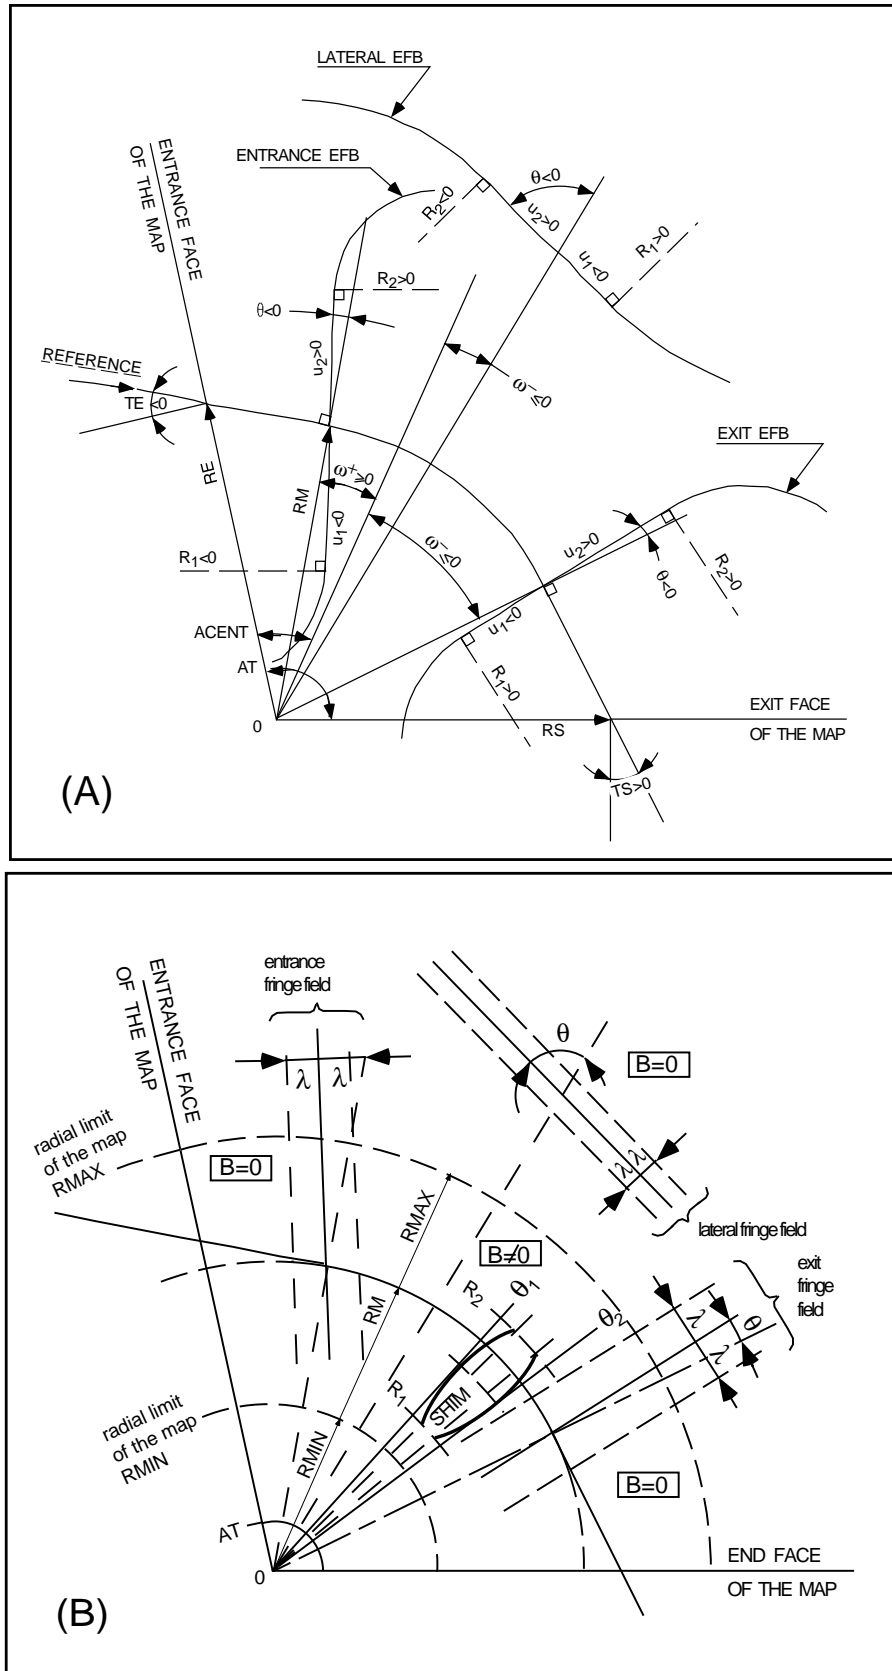 LATERAL EFB
ENTRANCE EFB
ENTRANCE FACE
OF THE MAP
R2<0
θ<0
u2>0
R1>0
u1<0
R2>0
θ<0
u2>0
REFERENCE
TE <0
ω⁻≤0
EXIT EFB
RE
RM
ω⁺≥0
u1<0
R1<0
ω⁻≤0
u2>0
θ<0
R2>0
u1<0
ACENT
AT
R1>0
0
RS
EXIT FACE
OF THE MAP
TS>0
(A)
entrance
fringe field
ENTRANCE FACE
OF THE MAP
θ
B=0
λ
λ
radial limit
of the map
RMAX
B=0
λ
λ
RMAX
lateral fringe field
B≠0
exit
fringe
field
R2
θ1
RM
θ2
λ
θ
λ
R1
SHIM
radial limit
of the map
RMIN
RMIN
B=0
AT
0
END FACE
OF THE MAP
(B)